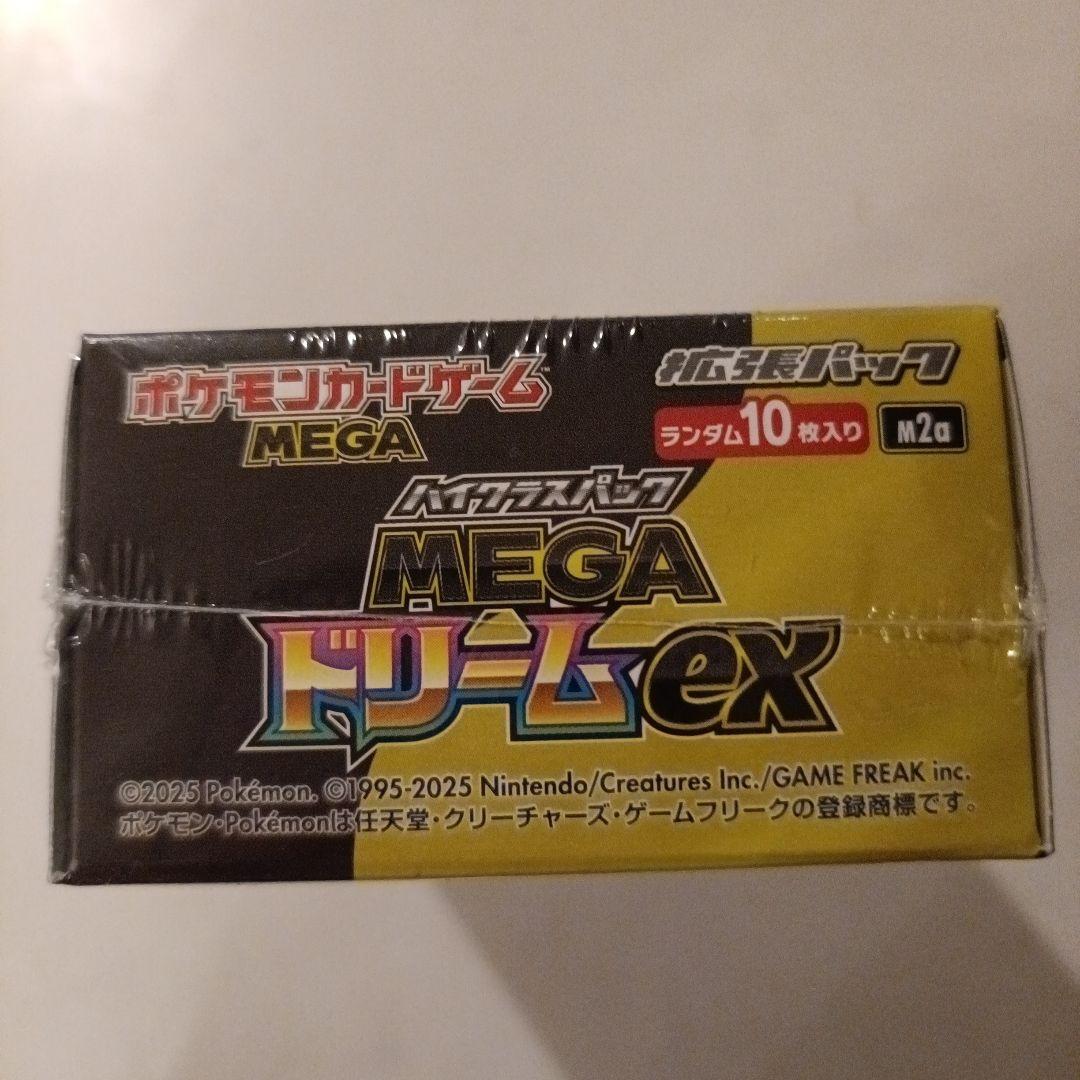 ポケモンカードゲーム™
MEGA
拡張パック
ランダム10枚入り
M2a
ハイクラスパック
MEGA
ドリームex
©2025 Pokémon. ©1995-2025 Nintendo/Creatures Inc./GAME FREAK inc.
ポケモン・Pokémonは任天堂・クリーチャーズ・ゲームフリークの登録商標です。